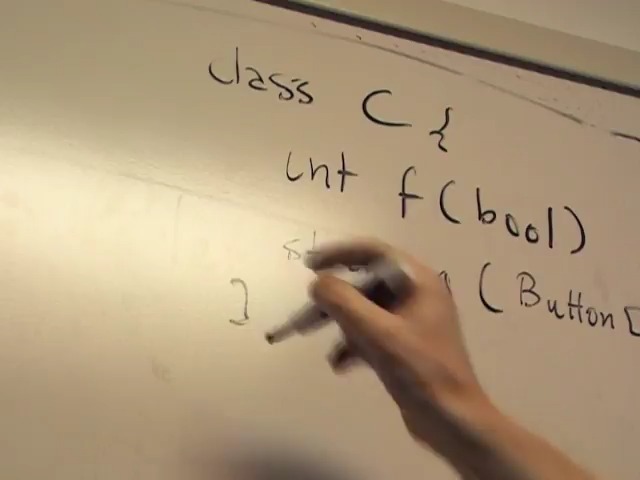 class C {
int f(bool)
(Button[
}